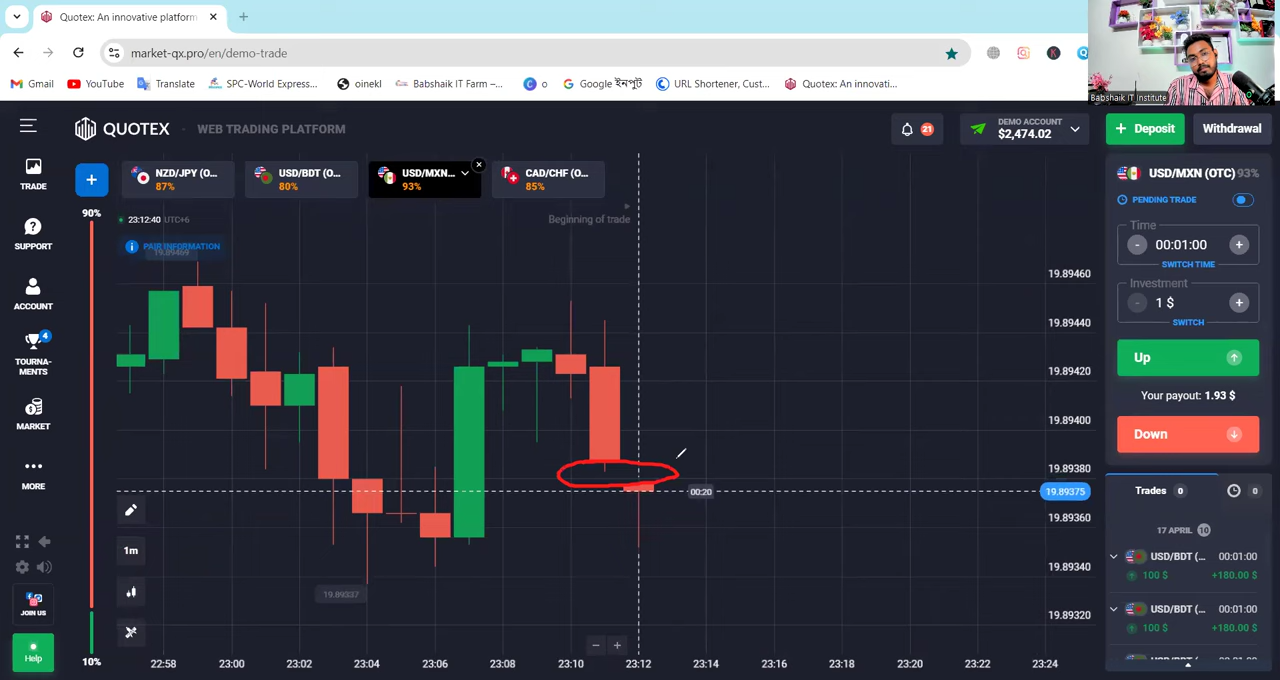 Quotex: An innovative platform
market-qx.pro/en/demo-trade
Gmail YouTube Translate SPC-World Express... oinekl Babshaik IT Farm –... o Google ইনপুট URL Shortener, Cust... Quotex: An innovati...
Babshaik IT Institute
QUOTEX WEB TRADING PLATFORM
21
DEMO ACCOUNT
$2,474.02
+ Deposit
Withdrawal
TRADE
SUPPORT
ACCOUNT
4
TOURNA-
MENTS
MARKET
MORE
JOIN US
Help
+
NZD/JPY (O...
87%
USD/BDT (O...
80%
USD/MXN...
93%
CAD/CHF (O...
85%
90%
23:12:40 UTC+6
Beginning of trade
PAIR INFORMATION
19.89469
19.89460
19.89440
19.89420
19.89400
19.89380
00:20
19.89375
19.89360
19.89340
19.89337
19.89320
1m
10%
22:58 23:00 23:02 23:04 23:06 23:08 23:10 23:12 23:14 23:16 23:18 23:20 23:22 23:24
USD/MXN (OTC) 93%
PENDING TRADE
Time
- 00:01:00 +
SWITCH TIME
Investment
- 1 $ +
SWITCH
Up
Your payout: 1.93 $
Down
Trades 0 0
17 APRIL 10
USD/BDT (... 00:01:00
100 $ +180.00 $
USD/BDT (... 00:01:00
100 $ +180.00 $